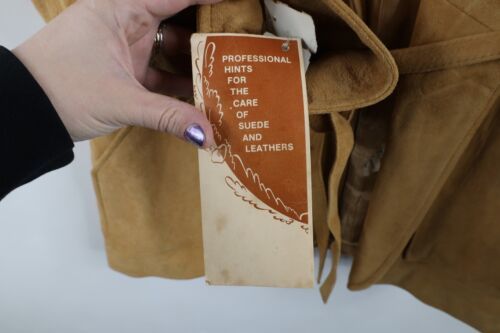 PROFESSIONAL
HINTS
FOR
THE
CARE
OF
SUEDE
AND
LEATHERS